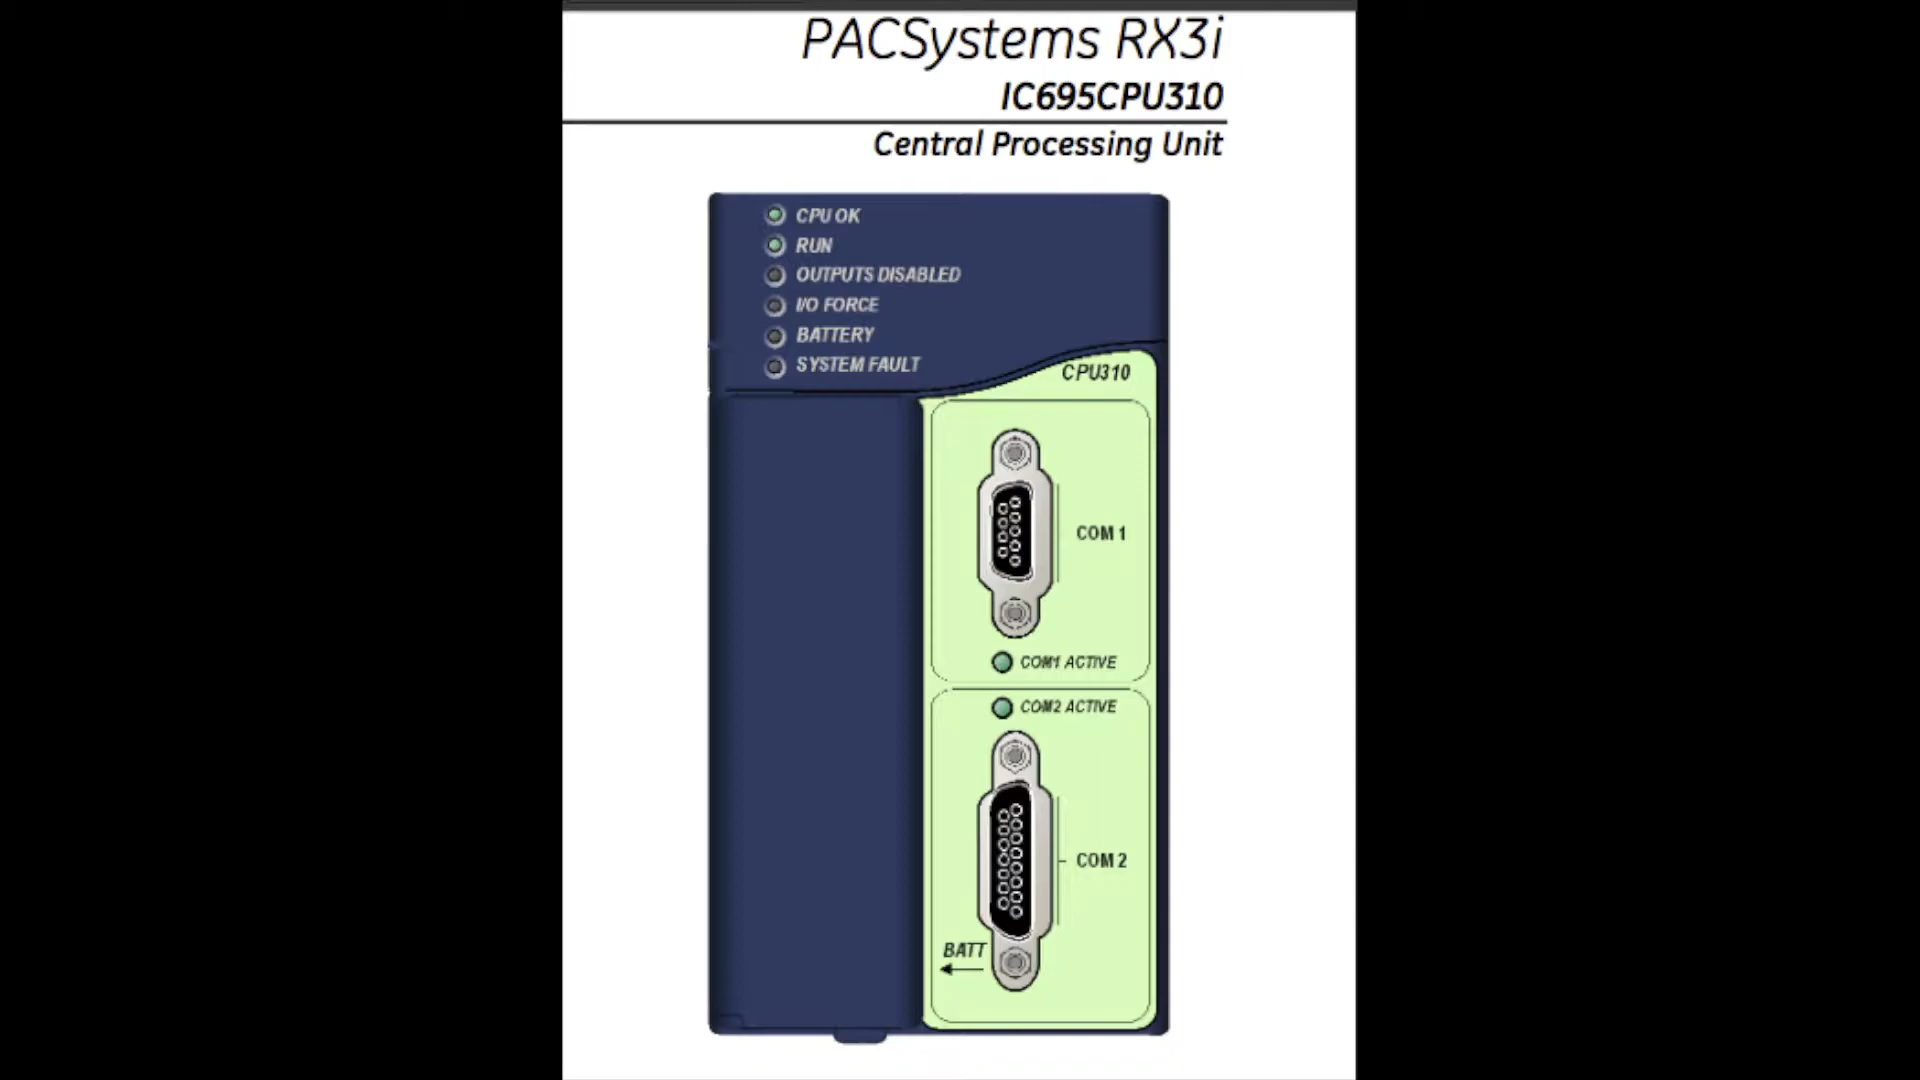 PACSystems RX3i
IC695CPU310
Central Processing Unit
CPU OK
RUN
OUTPUTS DISABLED
I/O FORCE
BATTERY
SYSTEM FAULT
CPU310
COM 1
COM1 ACTIVE
COM2 ACTIVE
COM 2
BATT